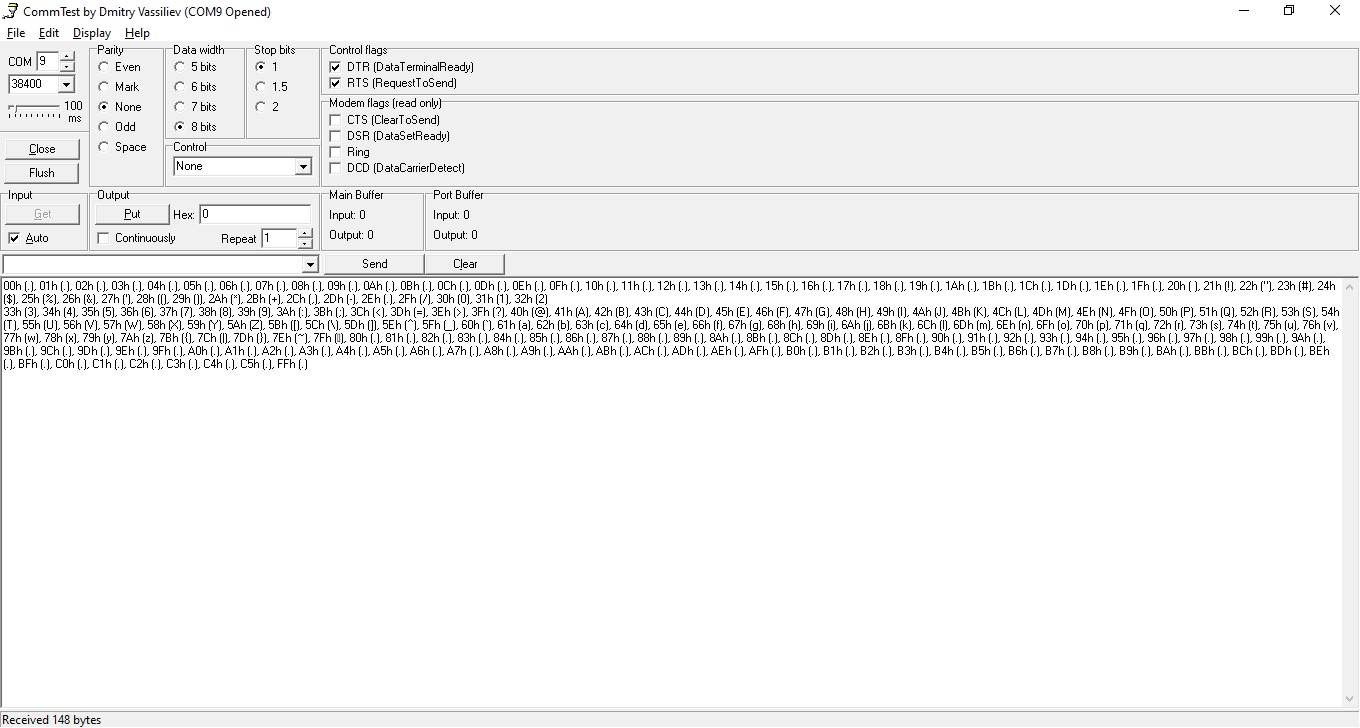 CommTest by Dmitry Vassiliev (COM9 Opened)
File Edit Display Help
COM 9
38400
100 ms
Close
Flush
Parity
Even
Mark
None
Odd
Space
Data width
5 bits
6 bits
7 bits
8 bits
Stop bits
1
1.5
2
Control
None
Control flags
DTR (DataTerminalReady)
RTS (RequestToSend)
Modem flags (read only)
CTS (ClearToSend)
DSR (DataSetReady)
Ring
DCD (DataCarrierDetect)
Input
Get
Auto
Output
Put Hex: 0
Continuously Repeat 1
Main Buffer
Input: 0
Output: 0
Port Buffer
Input: 0
Output: 0
Send Clear
00h (.), 01h (.), 02h (.), 03h (.), 04h (.), 05h (.), 06h (.), 07h (.), 08h (.), 09h (.), 0Ah (.), 0Bh (.), 0Ch (.), 0Dh (.), 0Eh (.), 0Fh (.), 10h (.), 11h (.), 12h (.), 13h (.), 14h (.), 15h (.), 16h (.), 17h (.), 18h (.), 19h (.), 1Ah (.), 1Bh (.), 1Ch (.), 1Dh (.), 1Eh (.), 1Fh (.), 20h ( ), 21h (!), 22h ("), 23h (#), 24h
($), 25h (%), 26h (&), 27h ('), 28h ((), 29h ()), 2Ah (*), 2Bh (+), 2Ch (,), 2Dh (-), 2Eh (.), 2Fh (/), 30h (0), 31h (1), 32h (2)
33h (3), 34h (4), 35h (5), 36h (6), 37h (7), 38h (8), 39h (9), 3Ah (:), 3Bh (;), 3Ch (<), 3Dh (=), 3Eh (>), 3Fh (?), 40h (@), 41h (A), 42h (B), 43h (C), 44h (D), 45h (E), 46h (F), 47h (G), 48h (H), 49h (I), 4Ah (J), 4Bh (K), 4Ch (L), 4Dh (M), 4Eh (N), 4Fh (O), 50h (P), 51h (Q), 52h (R), 53h (S), 54h
(T), 55h (U), 56h (V), 57h (W), 58h (X), 59h (Y), 5Ah (Z), 5Bh ([), 5Ch (\), 5Dh (]), 5Eh (^), 5Fh (_), 60h (`), 61h (a), 62h (b), 63h (c), 64h (d), 65h (e), 66h (f), 67h (g), 68h (h), 69h (i), 6Ah (j), 6Bh (k), 6Ch (l), 6Dh (m), 6Eh (n), 6Fh (o), 70h (p), 71h (q), 72h (r), 73h (s), 74h (t), 75h (u), 76h (v),
77h (w), 78h (x), 79h (y), 7Ah (z), 7Bh ({), 7Ch (|), 7Dh (}), 7Eh (~), 7Fh (), 80h (.), 81h (.), 82h (.), 83h (.), 84h (.), 85h (.), 86h (.), 87h (.), 88h (.), 89h (.), 8Ah (.), 8Bh (.), 8Ch (.), 8Dh (.), 8Eh (.), 8Fh (.), 90h (.), 91h (.), 92h (.), 93h (.), 94h (.), 95h (.), 96h (.), 97h (.), 98h (.), 99h (.), 9Ah (.),
9Bh (.), 9Ch (.), 9Dh (.), 9Eh (.), 9Fh (.), A0h (.), A1h (.), A2h (.), A3h (.), A4h (.), A5h (.), A6h (.), A7h (.), A8h (.), A9h (.), AAh (.), ABh (.), ACh (.), ADh (.), AEh (.), AFh (.), B0h (.), B1h (.), B2h (.), B3h (.), B4h (.), B5h (.), B6h (.), B7h (.), B8h (.), B9h (.), BAh (.), BBh (.), BCh (.), BDh (.), BEh
(.), BFh (.), C0h (.), C1h (.), C2h (.), C3h (.), C4h (.), C5h (.), FFh (.)
Received 148 bytes